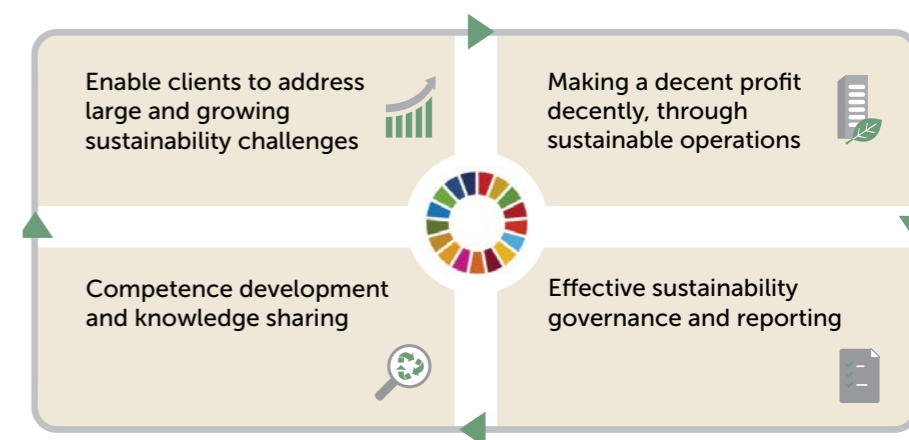 Enable clients to address
large and growing
sustainability challenges
Making a decent profit
decently, through
sustainable operations
Competence development
and knowledge sharing
Effective sustainability
governance and reporting